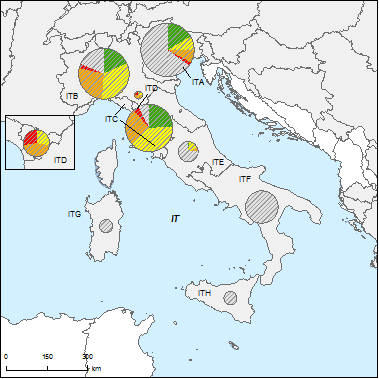 ITA
ITD
ITB
ITC
ITD
ITE
ITF
ITG
IT
ITH
0 150 300
km